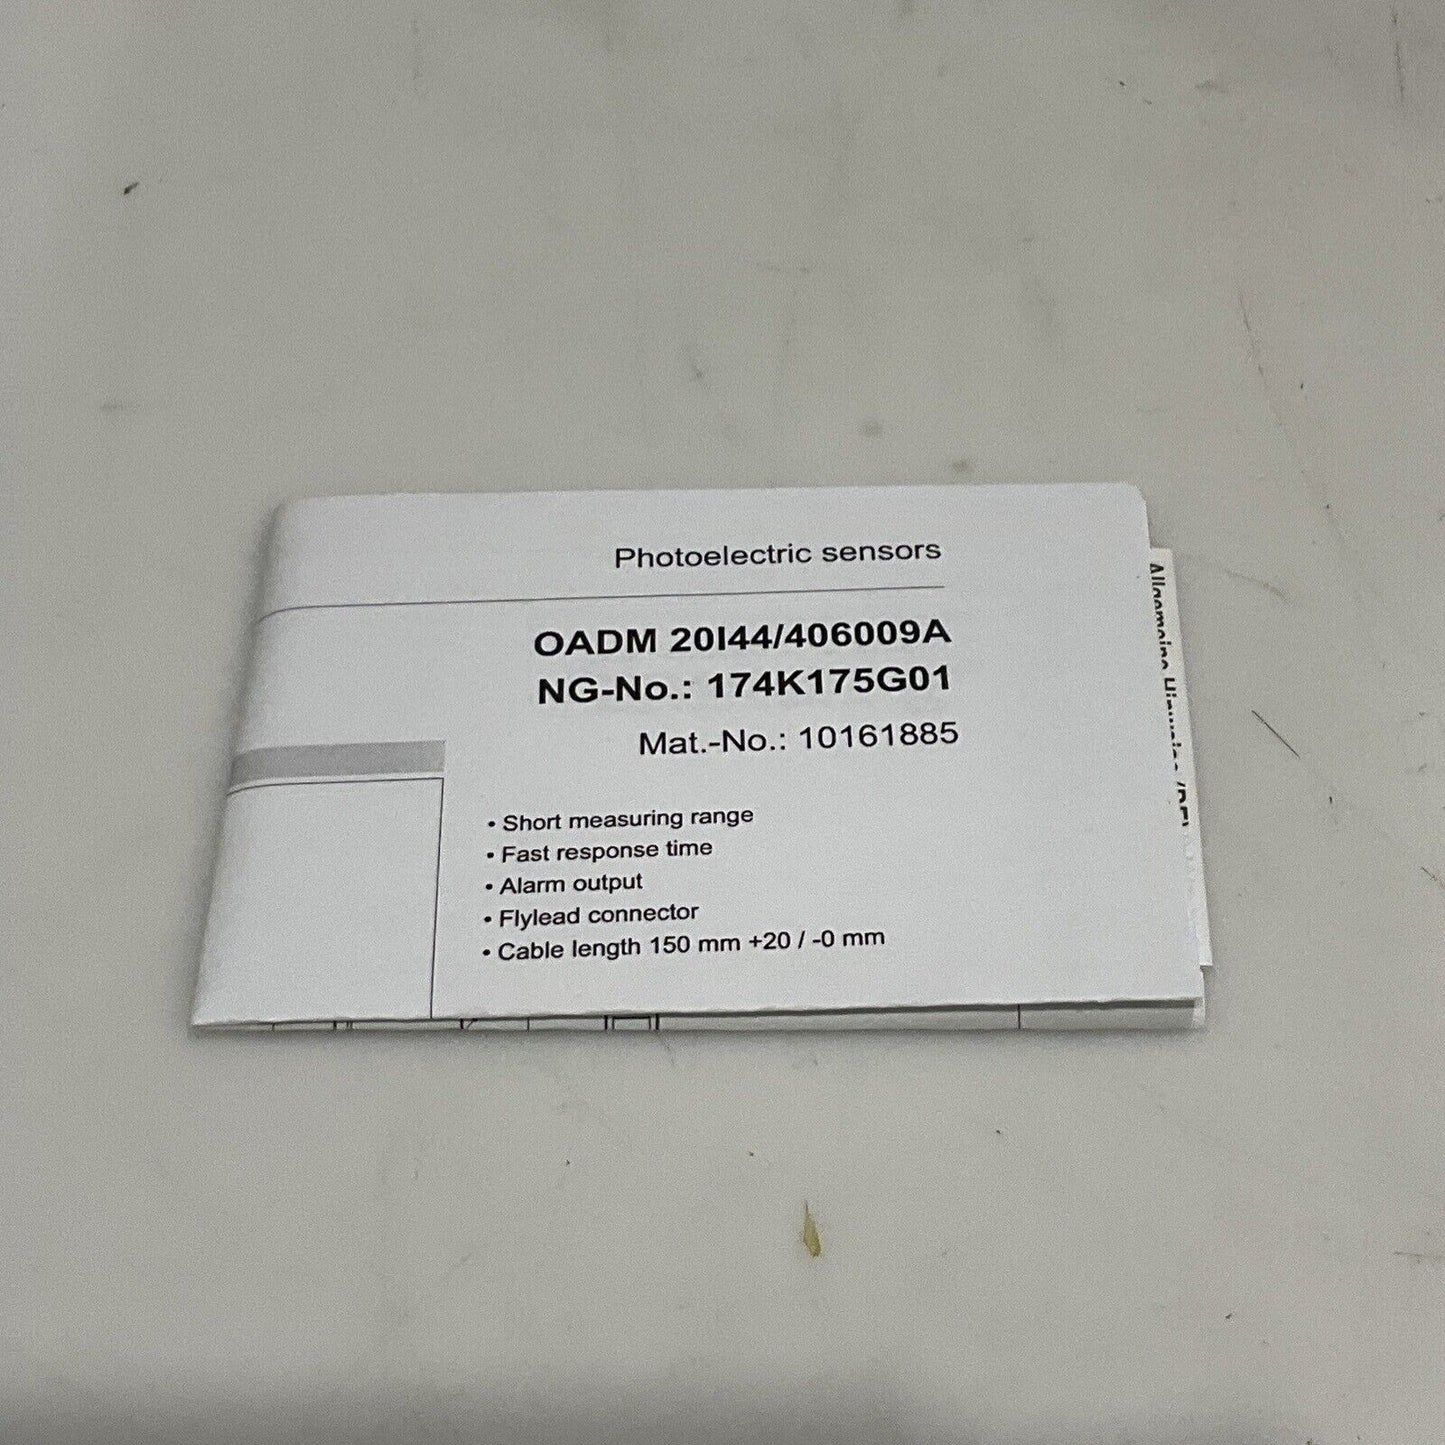 Photoelectric sensors
OADM 20I44/406009A
NG-No.: 174K175G01
Mat.-No.: 10161885
• Short measuring range
• Fast response time
• Alarm output
• Flylead connector
• Cable length 150 mm +20 / -0 mm
Allgemeine